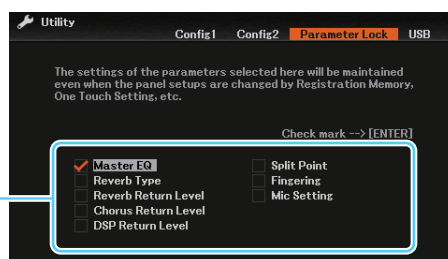 Utility
Config1 Config2 Parameter Lock USB
The settings of the parameters selected here will be maintained
even when the panel setups are changed by Registration Memory,
One Touch Setting, etc.
Check mark --> [ENTER]
Master EQ
Reverb Type
Reverb Return Level
Chorus Return Level
DSP Return Level
Split Point
Fingering
Mic Setting